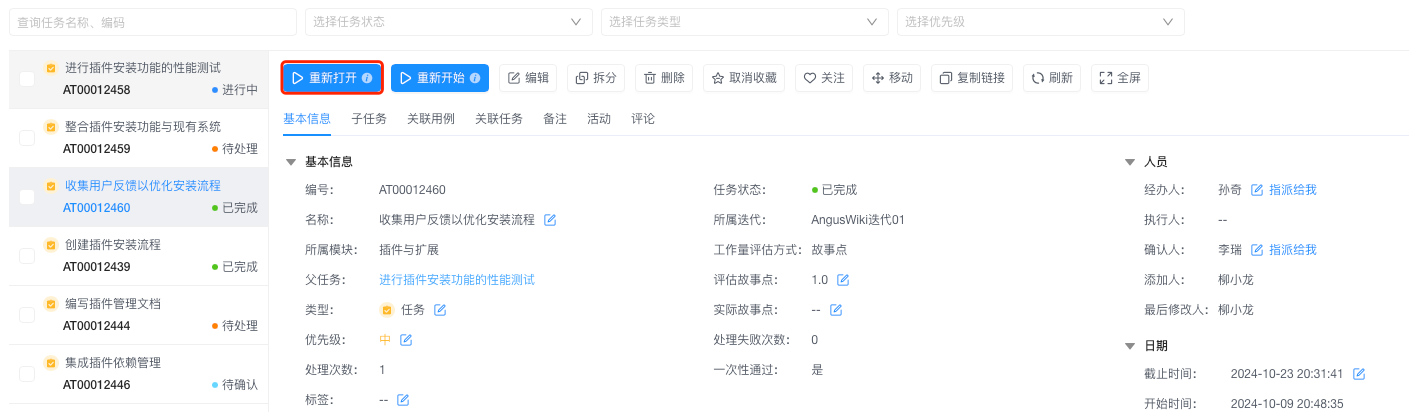 查询任务名称、编码 选择任务状态 选择任务类型 选择优先级
进行插件安装功能的性能测试
AT00012458 进行中
整合插件安装功能与现有系统
AT00012459 待处理
收集用户反馈以优化安装流程
AT00012460 已完成
创建插件安装流程
AT00012439 已完成
编写插件管理文档
AT00012444 待处理
集成插件依赖管理
AT00012446 待确认
重新打开 重新开始 编辑 拆分 删除 取消收藏 关注 移动 复制链接 刷新 全屏
基本信息 子任务 关联用例 关联任务 备注 活动 评论
基本信息
编号： AT00012460 任务状态： 已完成
名称： 收集用户反馈以优化安装流程 所属迭代： AngusWiki迭代01
所属模块： 插件与扩展 工作量评估方式： 故事点
父任务： 进行插件安装功能的性能测试 评估故事点： 1.0
类型： 任务 实际故事点： --
优先级： 中 处理失败次数： 0
处理次数： 1 一次性通过： 是
标签： --
人员
经办人： 孙奇 指派给我
执行人： --
确认人： 李瑞 指派给我
添加人： 柳小龙
最后修改人： 柳小龙
日期
截止时间： 2024-10-23 20:31:41
开始时间： 2024-10-09 20:48:35